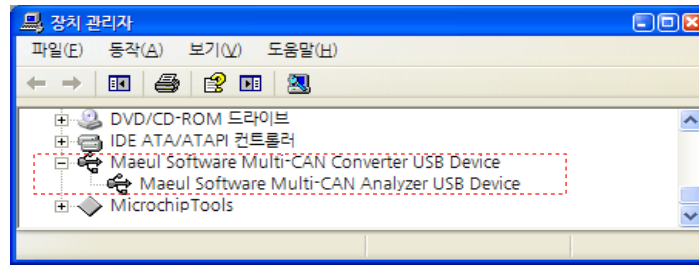 장치 관리자
파일(F) 동작(A) 보기(V) 도움말(H)
DVD/CD-ROM 드라이브
IDE ATA/ATAPI 컨트롤러
Maeul Software Multi-CAN Converter USB Device
Maeul Software Multi-CAN Analyzer USB Device
MicrochipTools